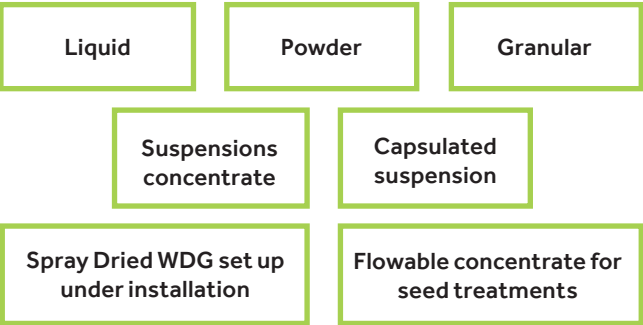 Liquid
Powder
Granular
Suspensions
concentrate
Capsulated
suspension
Spray Dried WDG set up
under installation
Flowable concentrate for
seed treatments